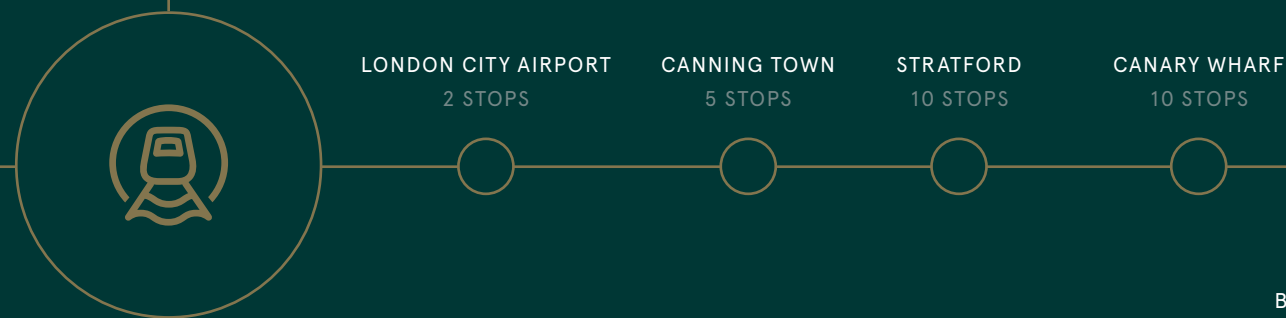 LONDON CITY AIRPORT
2 STOPS
CANNING TOWN
5 STOPS
STRATFORD
10 STOPS
CANARY WHARF
10 STOPS
B